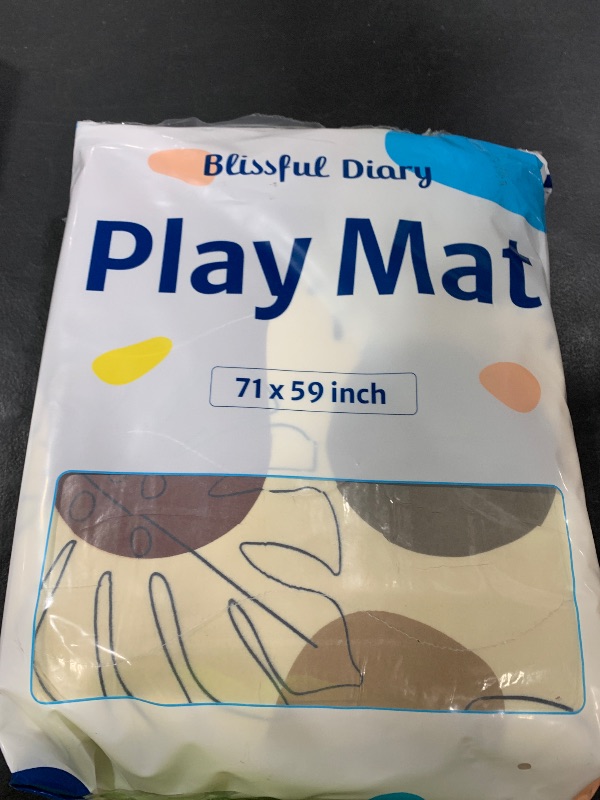 Blissful Diary
Play Mat
71 x 59 inch